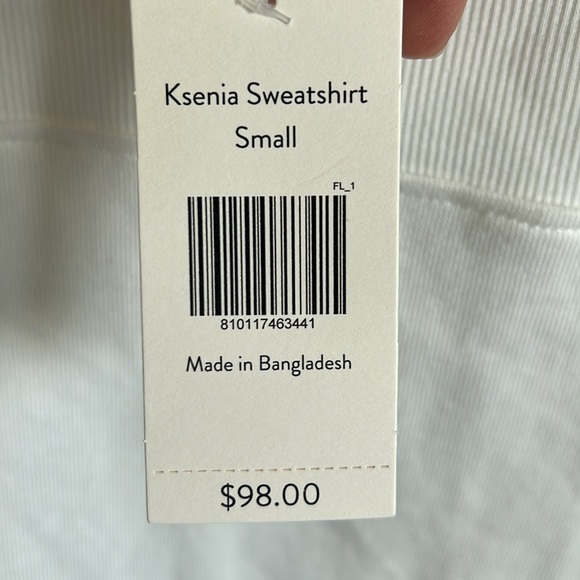 Ksenia Sweatshirt
Small
FL_1
810117463441
Made in Bangladesh
$98.00